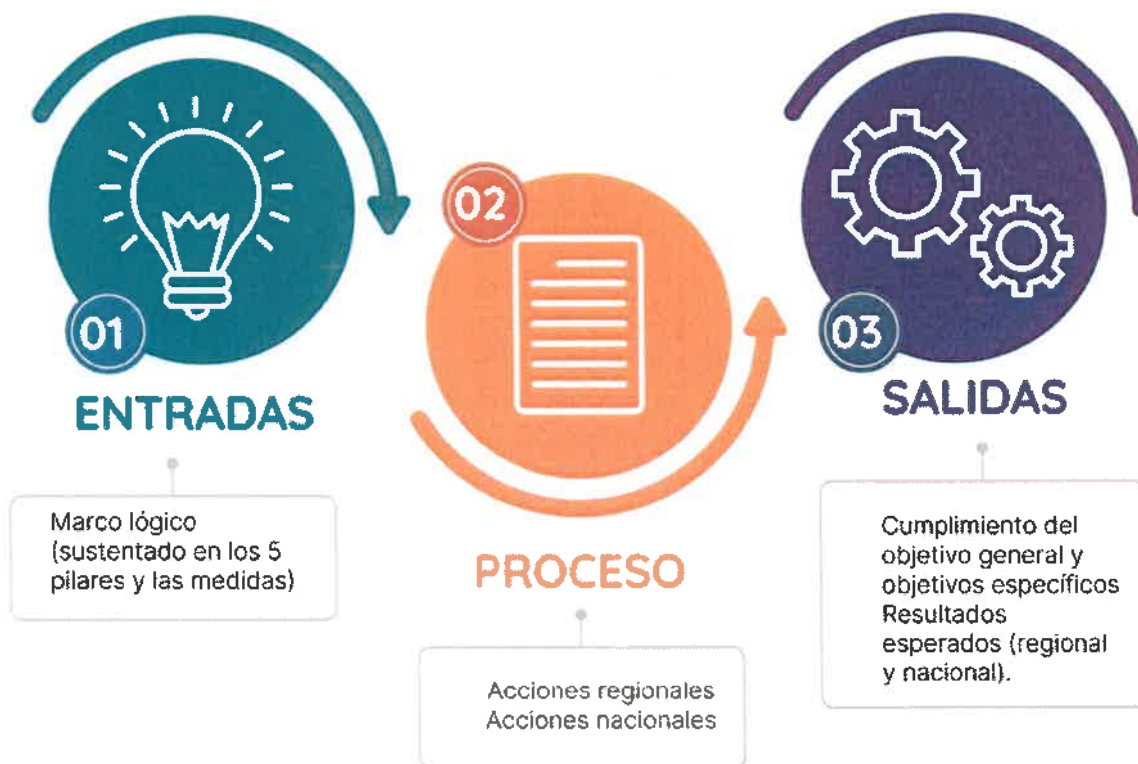 01
ENTRADAS
Marco lógico
(sustentado en los 5
pilares y las medidas)
02
PROCESO
Acciones regionales
Acciones nacionales
03
SALIDAS
Cumplimiento del
objetivo general y
objetivos específicos
Resultados
esperados (regional
y nacional).